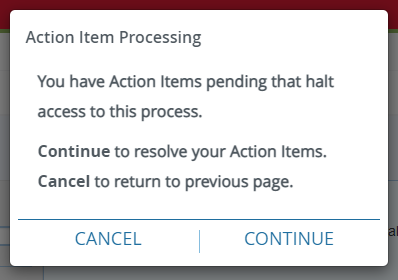 Action Item Processing
You have Action Items pending that halt
access to this process.
Continue to resolve your Action Items.
Cancel to return to previous page.
CANCEL
CONTINUE